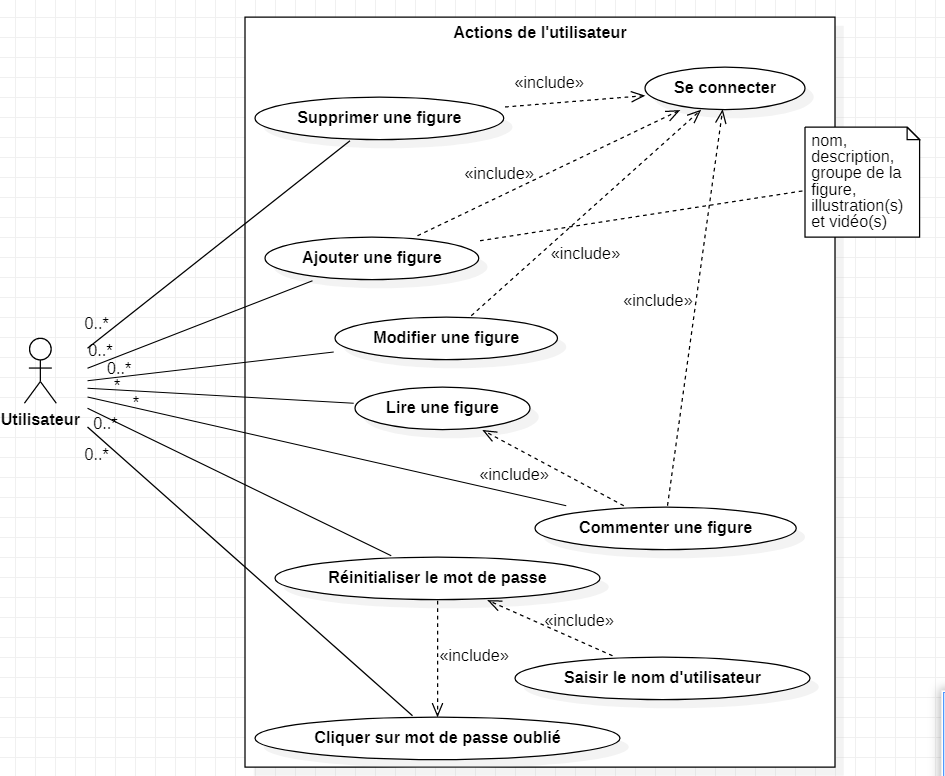 Actions de l'utilisateur
«include»
Se connecter
Supprimer une figure
nom,
description,
groupe de la
figure,
illustration(s)
et vidéo(s)
«include»
Ajouter une figure
«include»
«include»
0..*
Modifier une figure
0..*
0..*
*
*
Lire une figure
Utilisateur
0..*
0..*
«include»
Commenter une figure
Réinitialiser le mot de passe
«include»
«include»
Saisir le nom d'utilisateur
Cliquer sur mot de passe oublié